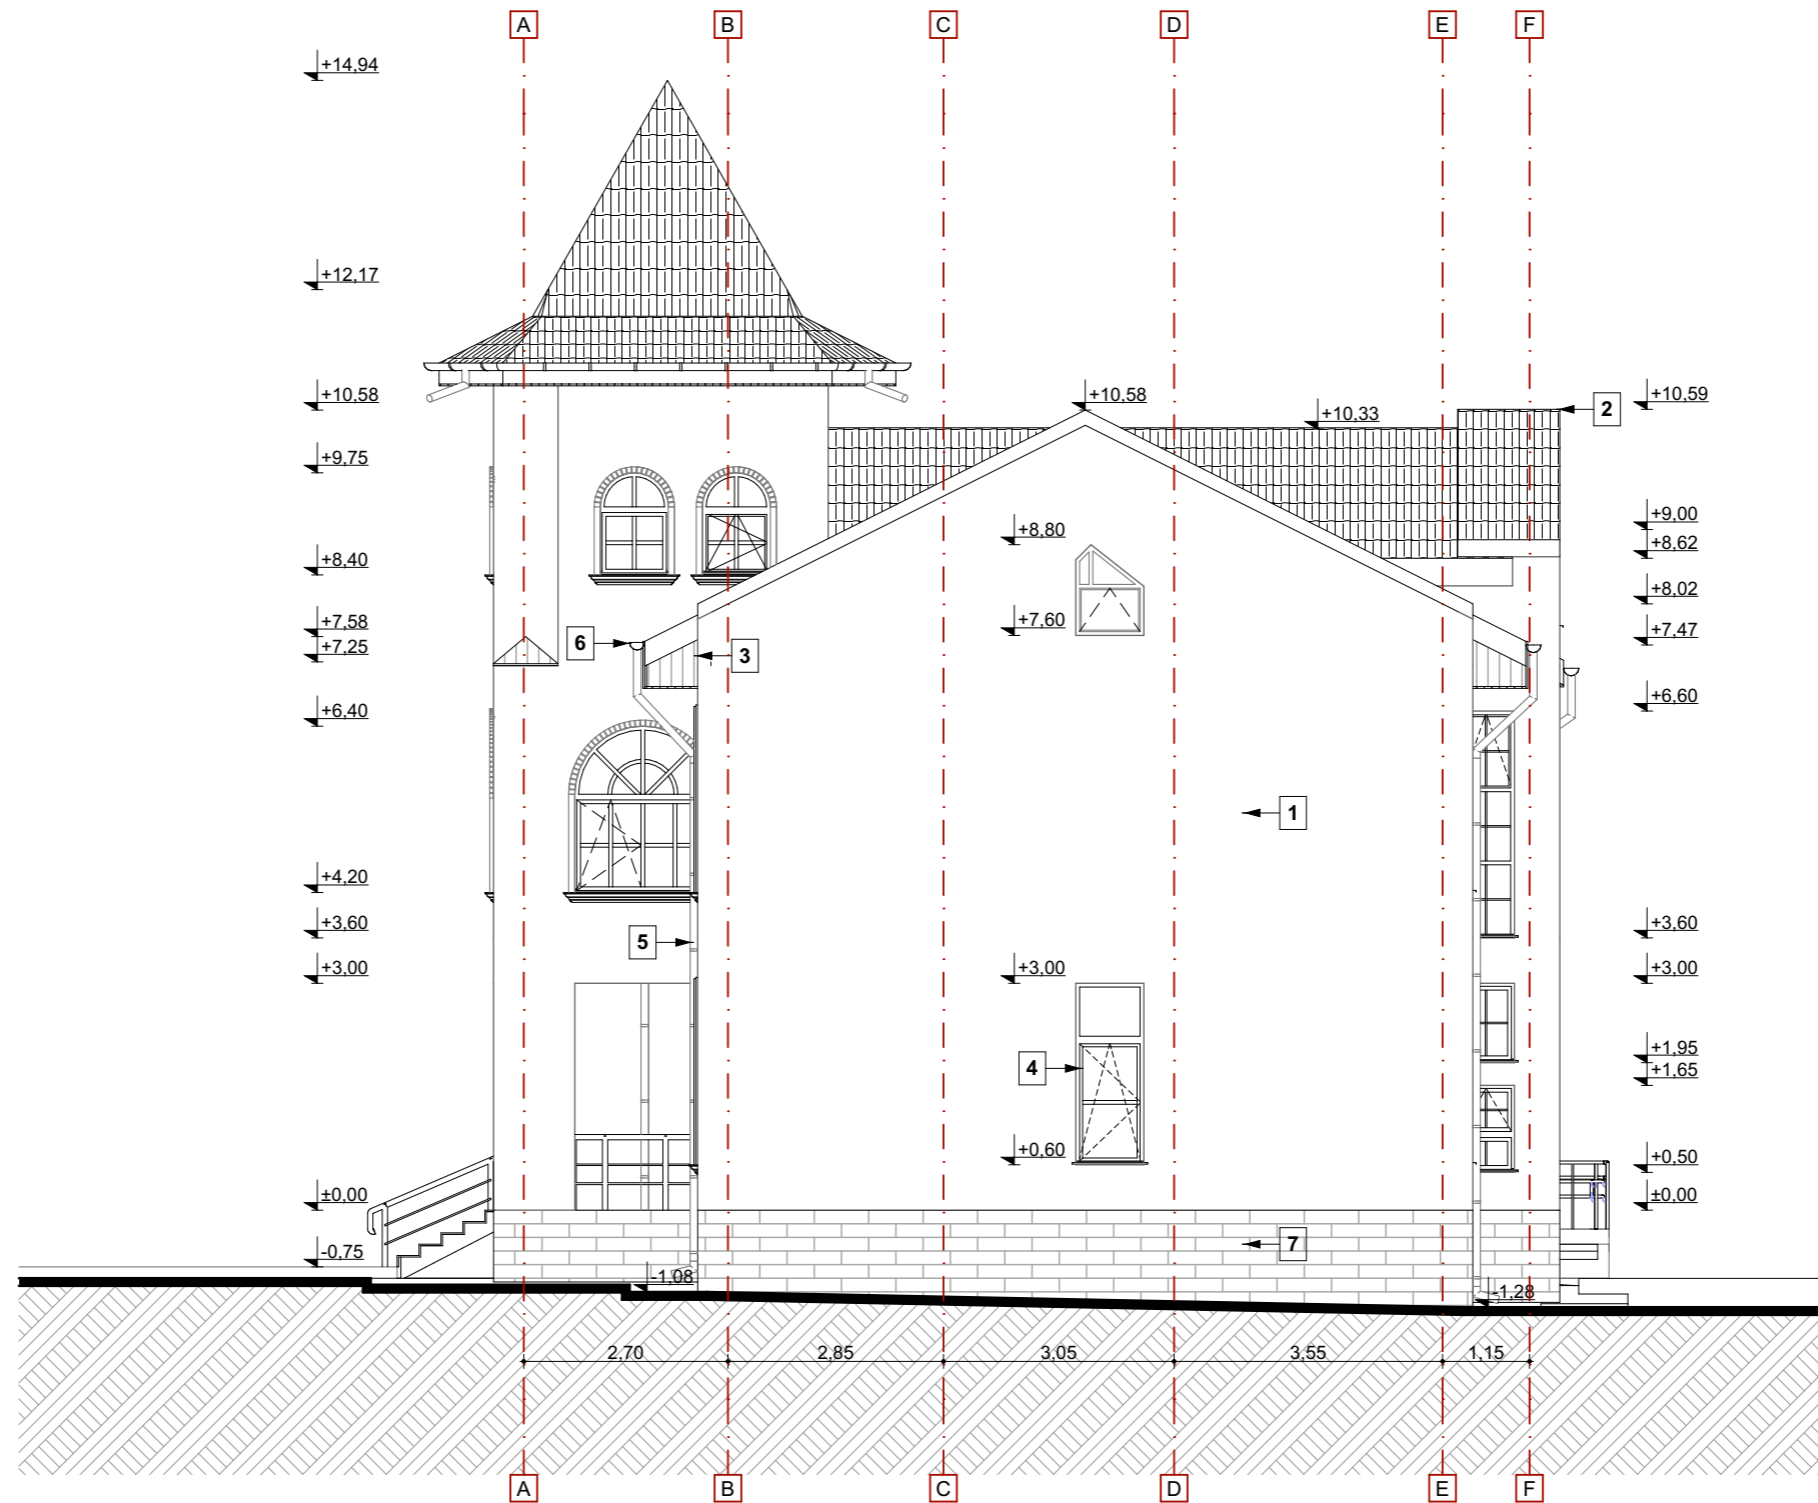 A B C D E F
+14,94
+12,17
+10,58 +10,58 +10,33 2 +10,59
+9,75
+8,80 +9,00
+8,40 +8,62
+8,02
+7,58 6 +7,60 +7,47
+7,25 3
+6,40 +6,60
1
+4,20
+3,60 5 +3,60
+3,00 +3,00 +3,00
4 +1,95
+1,65
+0,60 +0,50
±0,00 ±0,00
-0,75 7
-1,08 -1,28
2,70 2,85 3,05 3,55 1,15
A B C D E F